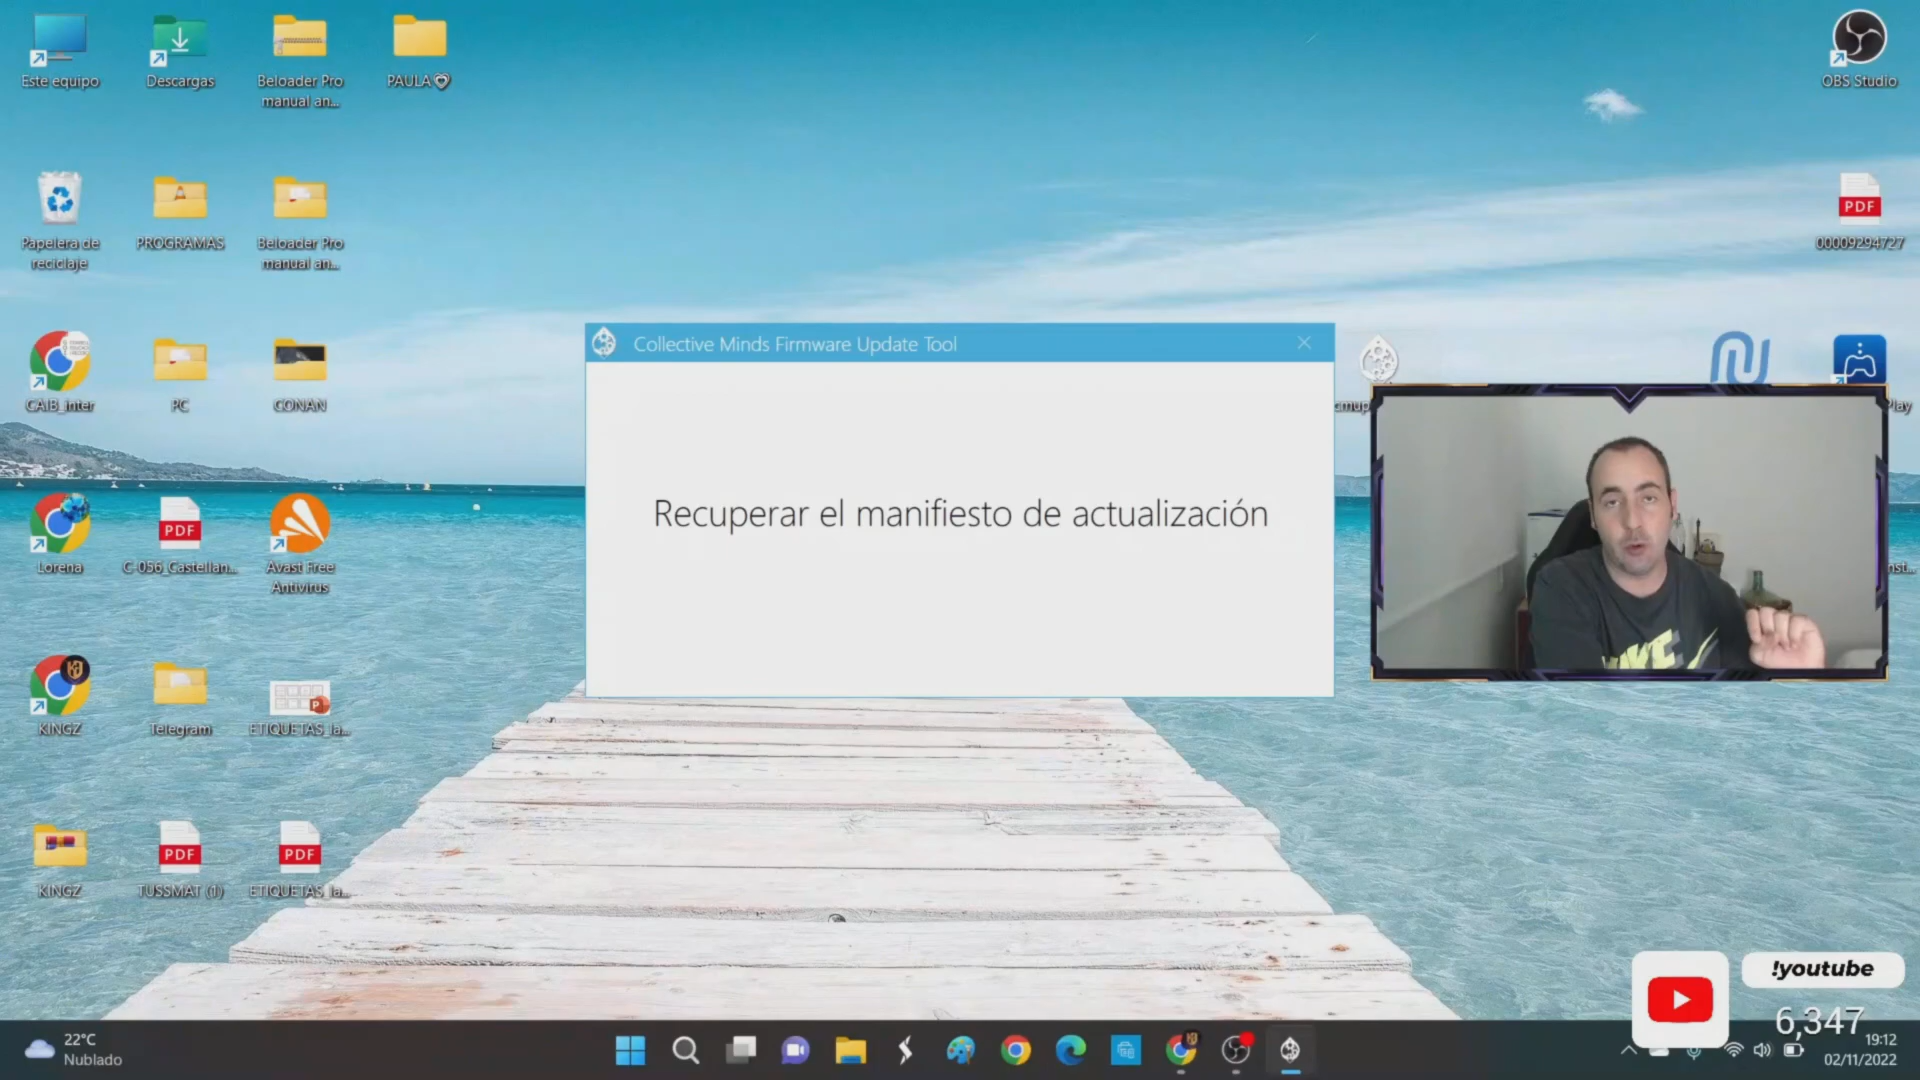 Este equipo
Descargas
Beloader Pro
manual an...
PAULA
OBS Studio
Papelera de
reciclaje
PROGRAMAS
Beloader Pro
manual an...
PDF
00009294727
CAIB_inter
PC
CONAN
Collective Minds Firmware Update Tool
Recuperar el manifiesto de actualización
cmup
Play
Lorena
PDF
C-056_Castellan...
Avast Free
Antivirus
nst...
KINGZ
Telegram
ETIQUETAS_la...
KINGZ
PDF
TUSSMAT (1)
PDF
ETIQUETAS_la...
!youtube
6,347
22°C
Nublado
19:12
02/11/2022